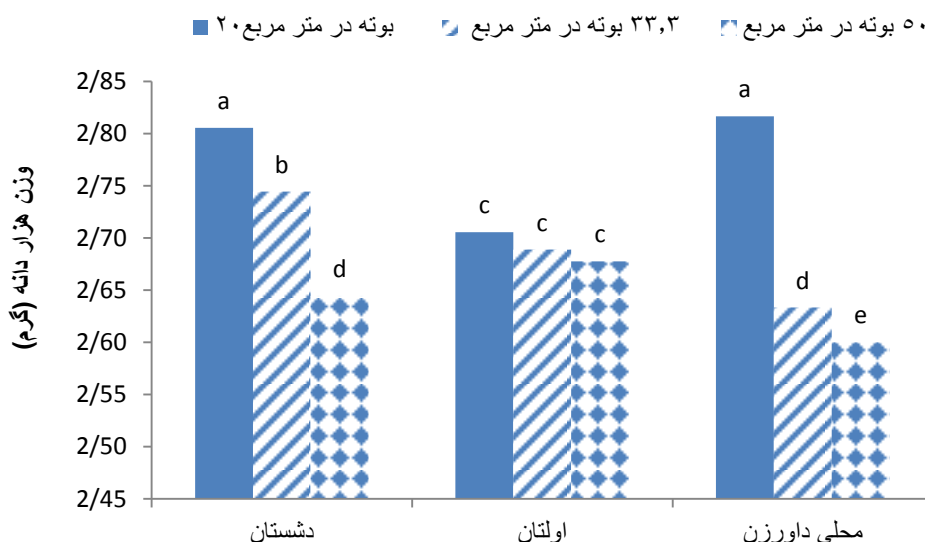 بوته در متر مربع۲۰
۳۳,۳ بوته در متر مربع
۵۰ بوته در متر مربع
وزن هزار دانه (گرم)
2/85
2/80
2/75
2/70
2/65
2/60
2/55
2/50
2/45
a
b
d
c
c
c
a
d
e
دشستان
اولتان
محلی داورزن